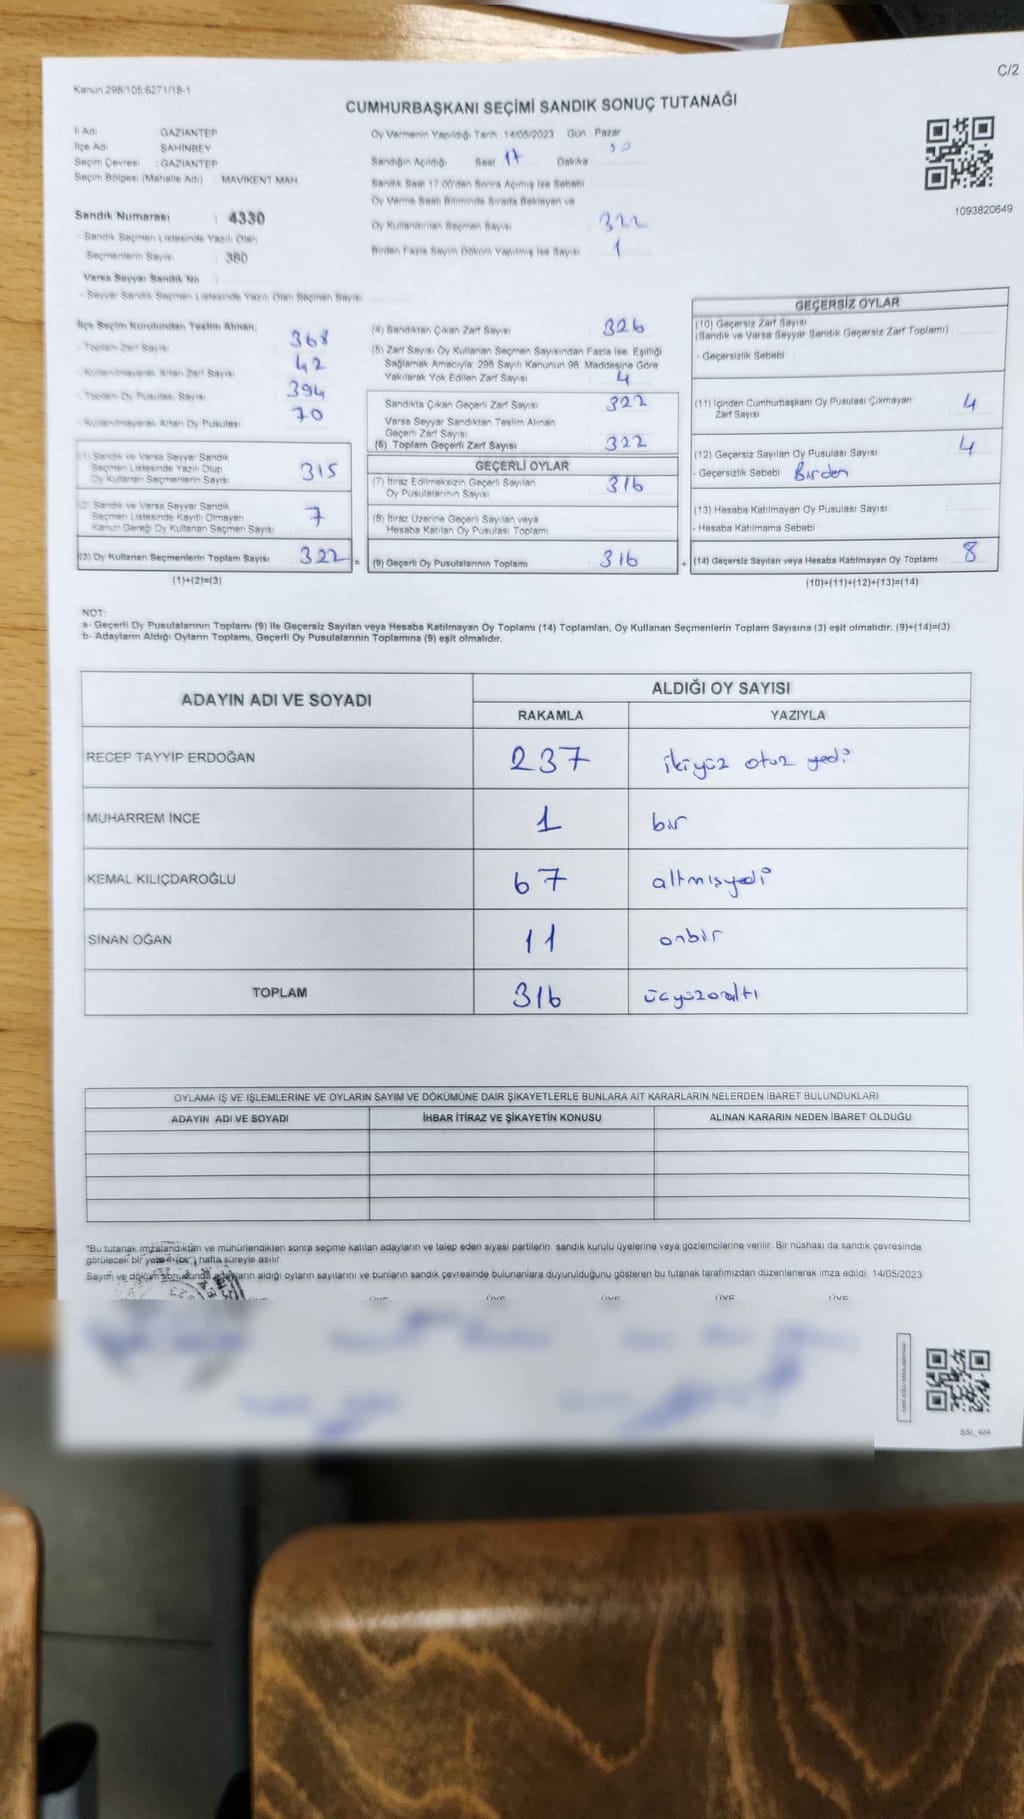 Kanun.298/105.6271/18-1
C/2
CUMHURBAŞKANI SEÇİMİ SANDIK SONUÇ TUTANAĞI
İl Adı GAZİANTEP
İlçe Adı ŞAHİNBEY
Seçim Çevresi : GAZİANTEP
Seçim Bölgesi (Mahalle Adı) MAVİKENT MAH
Sandık Numarası : 4330
- Sandık Seçmen Listesinde Yazılı Olan
Seçmenlerin Sayısı : 380
Varsa Seyyar Sandık No
- Seyyar Sandık Seçmen Listesinde Yazılı Olan Seçmen Sayısı
Oy Vermenin Yapıldığı Tarih : 14/05/2023 Gün : Pazar
Sandığın Açıldığı Saat 17 Dakika 30
Sandık Saat 17.00'den Sonra Açılmış İse Sebebi
Oy Verme Saati Bitiminde Sırada Bekleyen ve
Oy Kullandırılan Seçmen Sayısı 322
Birden Fazla Sayım Döküm Yapılmış İse Sayısı 1
1093820649
İlçe Seçim Kurulundan Teslim Alınan;
- Toplam Zarf Sayısı 368
- Kullanılmayarak Artan Zarf Sayısı 42
- Toplam Oy Pusulası Sayısı 394
- Kullanılmayarak Artan Oy Pusulası 70
(1) Sandık ve Varsa Seyyar Sandık
Seçmen Listesinde Yazılı Olup
Oy Kullanan Seçmenlerin Sayısı 315
(2) Sandık ve Varsa Seyyar Sandık
Seçmen Listesinde Kayıtlı Olmayan
Kanun Gereği Oy Kullanan Seçmen Sayısı 7
(3) Oy Kullanan Seçmenlerin Toplam Sayısı 322 =
(1)+(2)=(3)
(4) Sandıktan Çıkan Zarf Sayısı 326
(5) Zarf Sayısı Oy Kullanan Seçmen Sayısından Fazla İse, Eşitliği
Sağlamak Amacıyla; 298 Sayılı Kanunun 98. Maddesine Göre
Yakılarak Yok Edilen Zarf Sayısı 4
Sandıkta Çıkan Geçerli Zarf Sayısı 322
Varsa Seyyar Sandıktan Teslim Alınan
Geçerli Zarf Sayısı
(6) Toplam Geçerli Zarf Sayısı 322
GEÇERLİ OYLAR
(7) İtiraz Edilmeksizin Geçerli Sayılan
Oy Pusulalarının Sayısı 316
(8) İtiraz Üzerine Geçerli Sayılan veya
Hesaba Katılan Oy Pusulası Toplamı
(9) Geçerli Oy Pusulalarının Toplamı 316 +
GEÇERSİZ OYLAR
(10) Geçersiz Zarf Sayısı
(Sandık ve Varsa Seyyar Sandık Geçersiz Zarf Toplamı)
- Geçersizlik Sebebi
(11) İçinden Cumhurbaşkanı Oy Pusulası Çıkmayan
Zarf Sayısı 4
(12) Geçersiz Sayılan Oy Pusulası Sayısı 4
- Geçersizlik Sebebi Birden
(13) Hesaba Katılmayan Oy Pusulası Sayısı
- Hesaba Katılmama Sebebi
(14) Geçersiz Sayılan veya Hesaba Katılmayan Oy Toplamı 8
(10)+(11)+(12)+(13)=(14)
NOT:
a- Geçerli Oy Pusulalarının Toplamı (9) ile Geçersiz Sayılan veya Hesaba Katılmayan Oy Toplamı (14) Toplamları, Oy Kullanan Seçmenlerin Toplam Sayısına (3) eşit olmalıdır. (9)+(14)=(3)
b- Adayların Aldığı Oyların Toplamı, Geçerli Oy Pusulalarının Toplamına (9) eşit olmalıdır.
ADAYIN ADI VE SOYADI
ALDIĞI OY SAYISI
RAKAMLA YAZIYLA
RECEP TAYYİP ERDOĞAN 237 ikiyüz otuz yedi
MUHARREM İNCE 1 bir
KEMAL KILIÇDAROĞLU 67 altmışyedi
SİNAN OĞAN 11 onbir
TOPLAM 316 üçyüzonaltı
OYLAMA İŞ VE İŞLEMLERİNE VE OYLARIN SAYIM VE DÖKÜMÜNE DAİR ŞİKAYETLERLE BUNLARA AİT KARARLARIN NELERDEN İBARET BULUNDUKLARI
ADAYIN ADI VE SOYADI İHBAR İTİRAZ VE ŞİKAYETİN KONUSU ALINAN KARARIN NEDEN İBARET OLDUĞU
*Bu tutanak imzalandıktan ve mühürlendikten sonra seçime katılan adayların ve talep eden siyasi partilerin sandık kurulu üyelerine veya gözlemcilerine verilir. Bir nüshası da sandık çevresinde
görülecek bir yere 1 (bir) hafta süreyle asılır.
Sayım ve döküm sonucunda adayların aldığı oyların sayılarını ve bunların sandık çevresinde bulunanlara duyurulduğunu gösteren bu tutanak tarafımızdan düzenlenerek imza edildi. 14/05/2023
ÜYE ÜYE ÜYE ÜYE ÜYE ÜYE
SSI_404